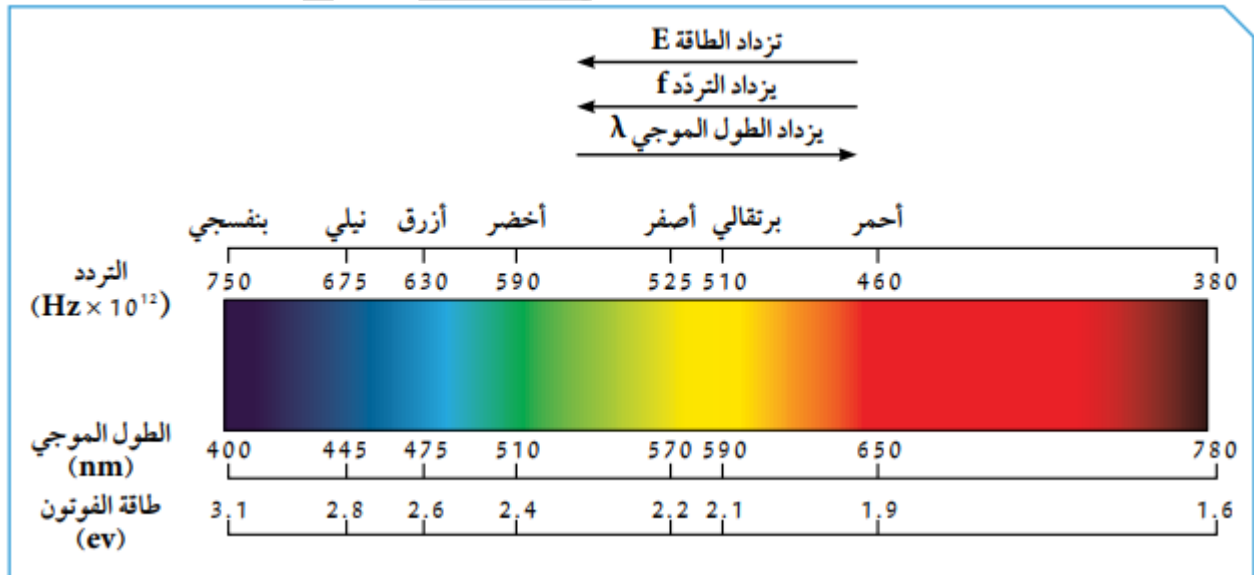 تزداد الطاقة E
يزداد التردّد f
يزداد الطول الموجي λ
بنفسجي نيلي أزرق أخضر أصفر برتقالي أحمر
التردد
(Hz × 10¹²)
750 675 630 590 525 510 460 380
الطول الموجي
(nm)
400 445 475 510 570 590 650 780
طاقة الفوتون
(ev)
3.1 2.8 2.6 2.4 2.2 2.1 1.9 1.6